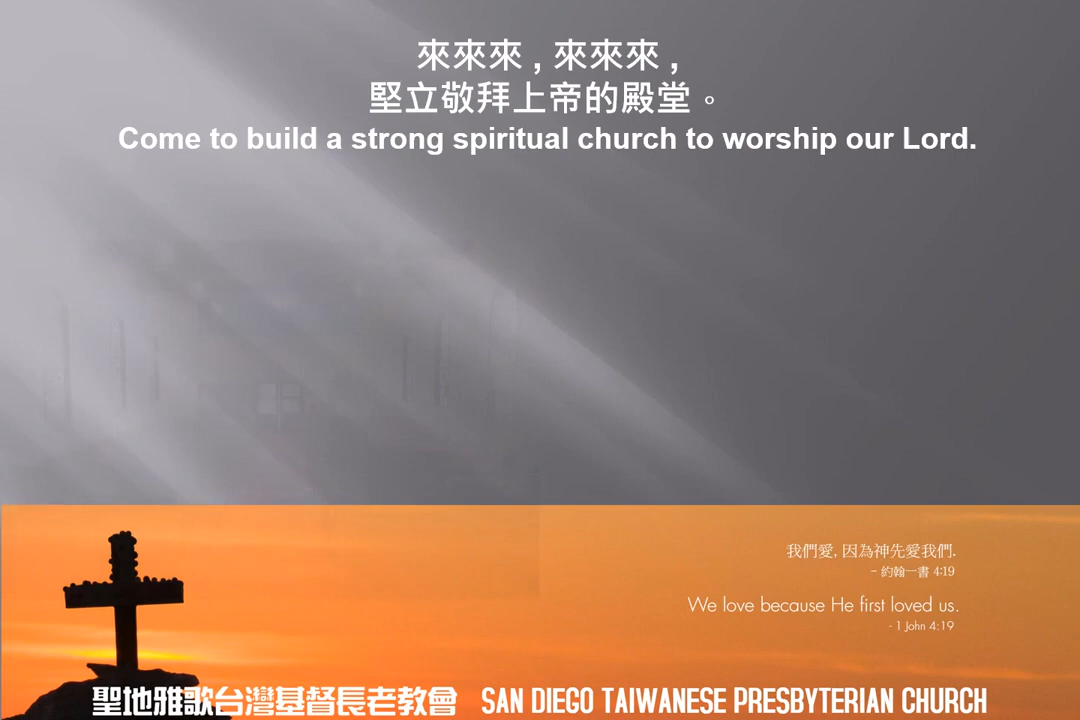 來來來 , 來來來 ,
堅立敬拜上帝的殿堂。
Come to build a strong spiritual church to worship our Lord.
我們愛, 因為神先愛我們.
– 約翰一書 4:19
We love because He first loved us.
- 1 John 4:19
聖地雅歌台灣基督長老教會 SAN DIEGO TAIWANESE PRESBYTERIAN CHURCH